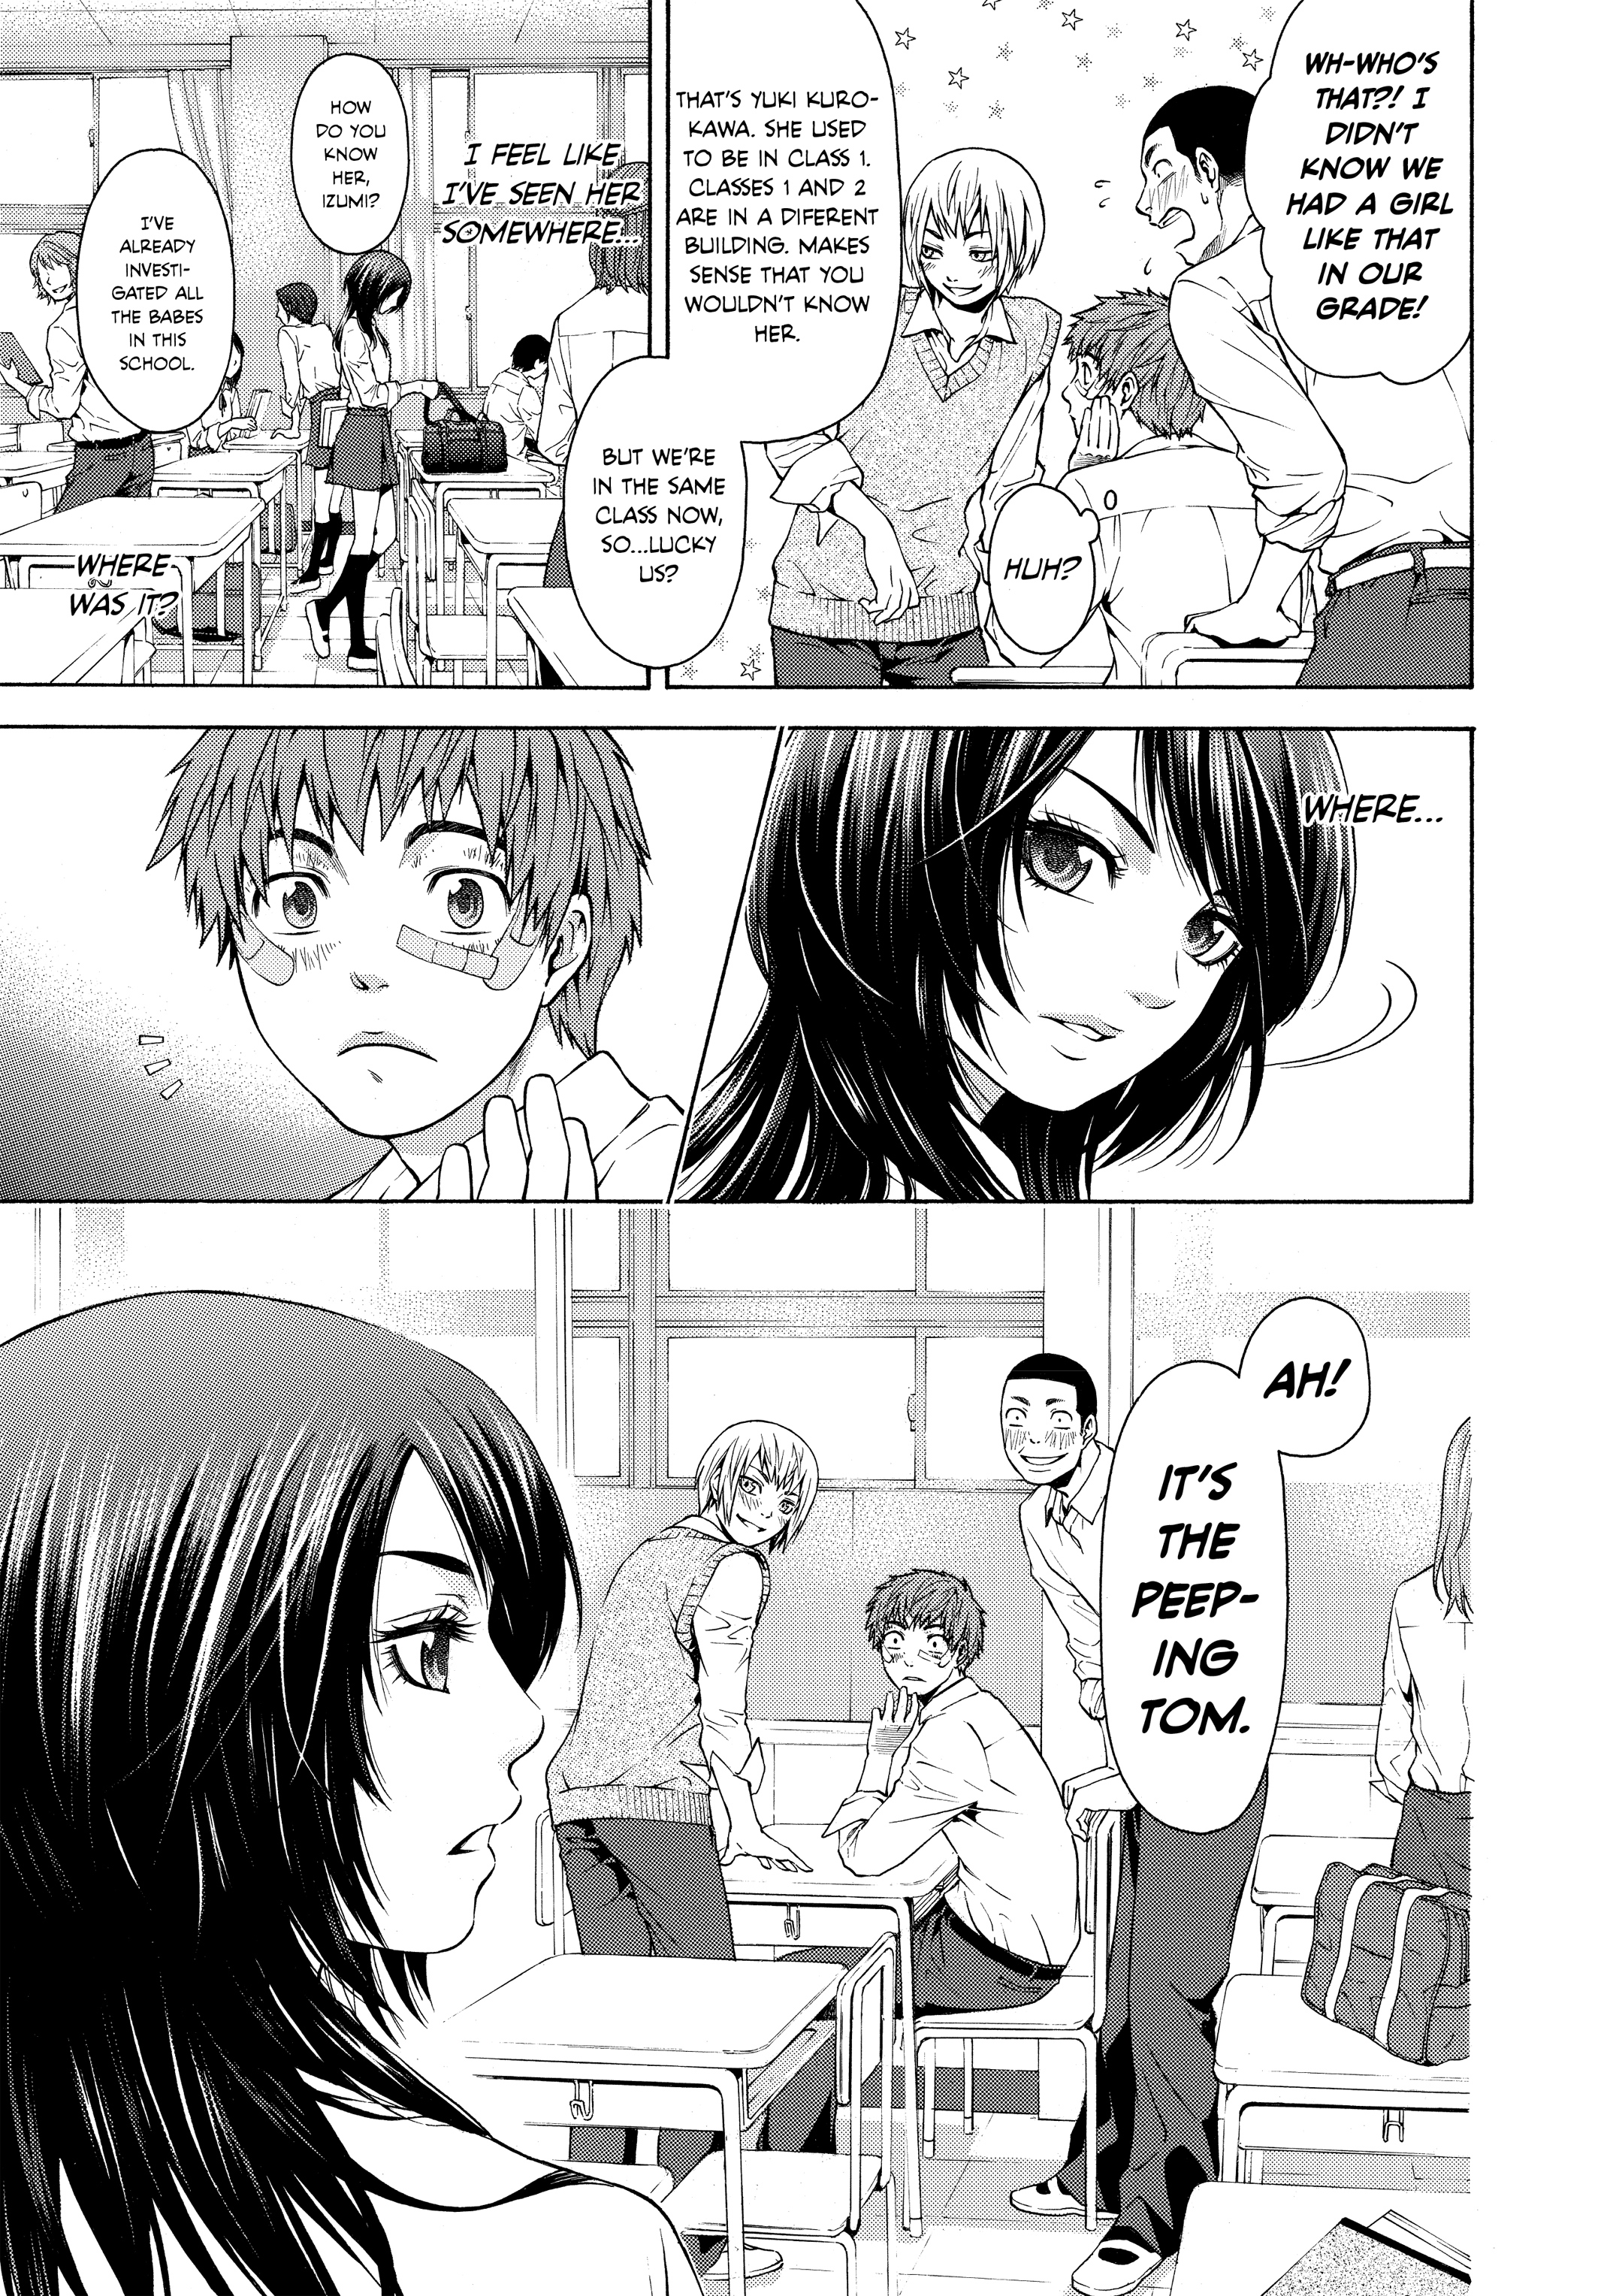 WH-WHO'S
THAT?! I
DIDN'T
KNOW WE
HAD A GIRL
LIKE THAT
IN OUR
GRADE!
THAT'S YUKI KURO-
KAWA. SHE USED
TO BE IN CLASS 1.
CLASSES 1 AND 2
ARE IN A DIFERENT
BUILDING. MAKES
SENSE THAT YOU
WOULDN'T KNOW
HER.
HUH?
BUT WE'RE
IN THE SAME
CLASS NOW,
SO...LUCKY
US?
I FEEL LIKE
I'VE SEEN HER
SOMEWHERE...
HOW
DO YOU
KNOW
HER,
IZUMI?
I'VE
ALREADY
INVESTI-
GATED ALL
THE BABES
IN THIS
SCHOOL.
WHERE
WAS IT?
WHERE...
AH!
IT'S
THE
PEEP-
ING
TOM.